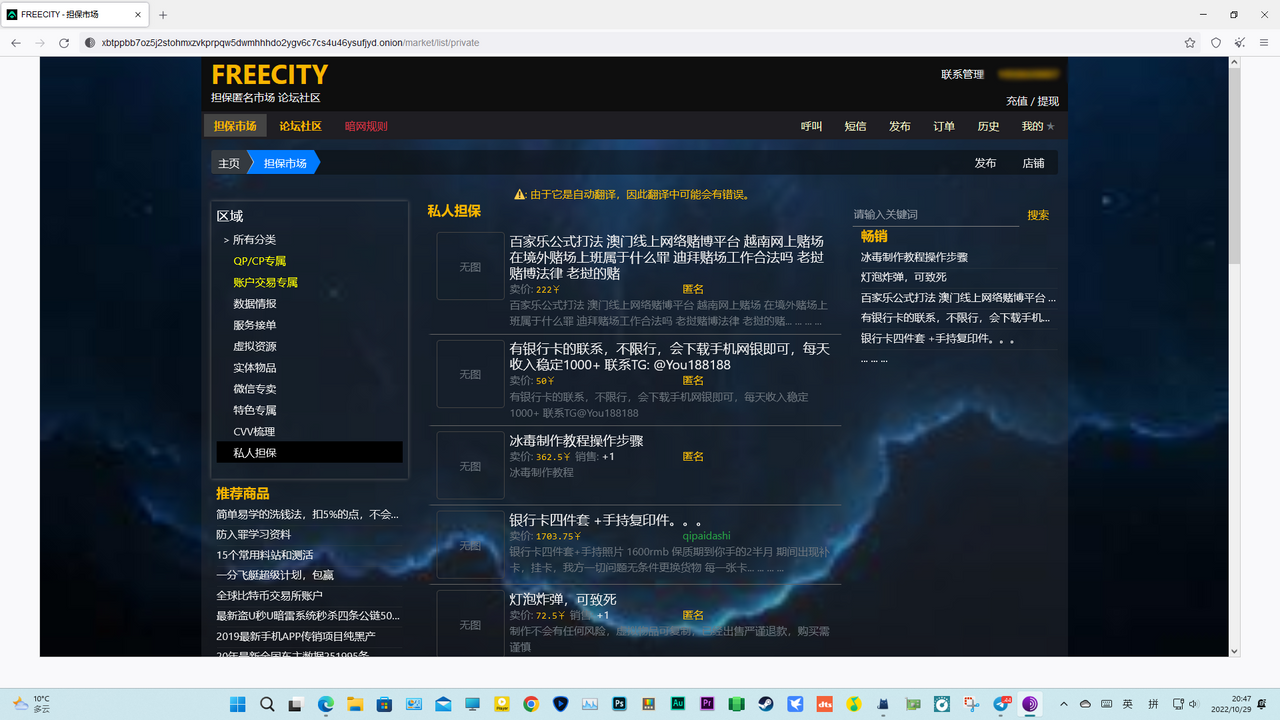 FREECITY - 担保市场
xbtppbb7oz5j2stohmxzvkprpqw5dwmhhhdo2ygv6c7cs4u46ysufjyd.onion/market/list/private
FREECITY
担保匿名市场 论坛社区
联系管理
充值 / 提现
担保市场 论坛社区 暗网规则
呼叫 短信 发布 订单 历史 我的 ★
主页 担保市场
发布 店铺
⚠: 由于它是自动翻译，因此翻译中可能会有错误。
区域
> 所有分类
QP/CP专属
账户交易专属
数据情报
服务接单
虚拟资源
实体物品
微信专卖
特色专属
CVV梳理
私人担保
推荐商品
简单易学的洗钱法，扣5%的点，不会...
防入罪学习资料
15个常用料站和测活
一分飞艇超级计划，包赢
全球比特币交易所账户
最新盗U秒U暗雷系统秒杀四条公链50...
2019最新手机APP传销项目纯黑产
20年最新全国车主数据251995条
私人担保
无图
百家乐公式打法 澳门线上网络赌博平台 越南网上赌场
在境外赌场上班属于什么罪 迪拜赌场工作合法吗 老挝
赌博法律 老挝的赌
卖价: 222¥ 匿名
百家乐公式打法 澳门线上网络赌博平台 越南网上赌场 在境外赌场上
班属于什么罪 迪拜赌场工作合法吗 老挝赌博法律 老挝的赌... ... ... ...
无图
有银行卡的联系，不限行，会下载手机网银即可，每天
收入稳定1000+ 联系TG: @You188188
卖价: 50¥ 匿名
有银行卡的联系，不限行，会下载手机网银即可，每天收入稳定
1000+ 联系TG@You188188
无图
冰毒制作教程操作步骤
卖价: 362.5¥ 销售: +1 匿名
冰毒制作教程
无图
银行卡四件套 +手持复印件。。。
卖价: 1703.75¥ qipaidashi
银行卡四件套+手持照片 1600rmb 保质期到你手的2半月 期间出现补
卡，挂卡，我方一切问题无条件更换货物 每一张卡... ... ... ...
无图
灯泡炸弹，可致死
卖价: 72.5¥ 销售: +1 匿名
制作不会有任何风险，虚拟物品可复制，已经出售严谨退款，购买需
谨慎
请输入关键词 搜索
畅销
冰毒制作教程操作步骤
灯泡炸弹，可致死
百家乐公式打法 澳门线上网络赌博平台 ...
有银行卡的联系，不限行，会下载手机...
银行卡四件套 +手持复印件。。。
... ... ...
10°C
多云
英 拼
20:47
2022/10/29